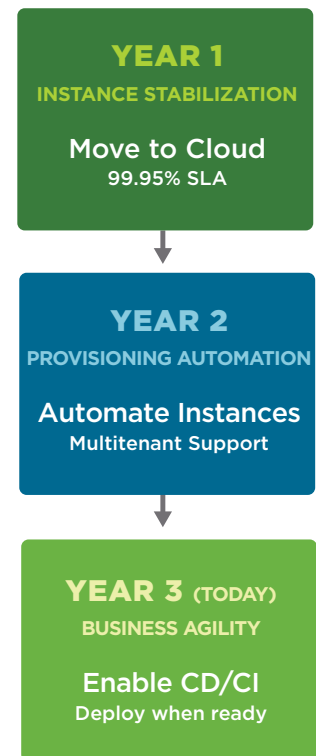 YEAR 1
INSTANCE STABILIZATION
Move to Cloud
99.95% SLA
YEAR 2
PROVISIONING AUTOMATION
Automate Instances
Multitenant Support
YEAR 3 (TODAY)
BUSINESS AGILITY
Enable CD/CI
Deploy when ready